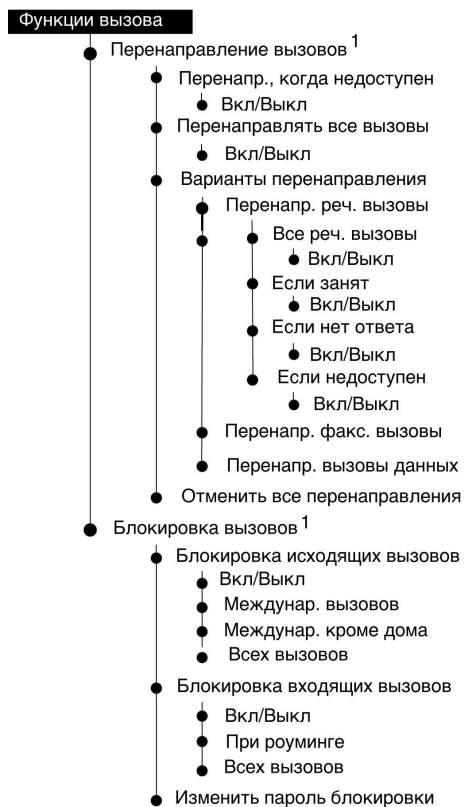 Функции вызова
Перенаправление вызовов 1
Перенапр., когда недоступен
Вкл/Выкл
Перенаправлять все вызовы
Вкл/Выкл
Варианты перенаправления
Перенапр. реч. вызовы
Все реч. вызовы
Вкл/Выкл
Если занят
Вкл/Выкл
Если нет ответа
Вкл/Выкл
Если недоступен
Вкл/Выкл
Перенапр. факс. вызовы
Перенапр. вызовы данных
Отменить все перенаправления
Блокировка вызовов 1
Блокировка исходящих вызовов
Вкл/Выкл
Междунар. вызовов
Междунар. кроме дома
Всех вызовов
Блокировка входящих вызовов
Вкл/Выкл
При роуминге
Всех вызовов
Изменить пароль блокировки